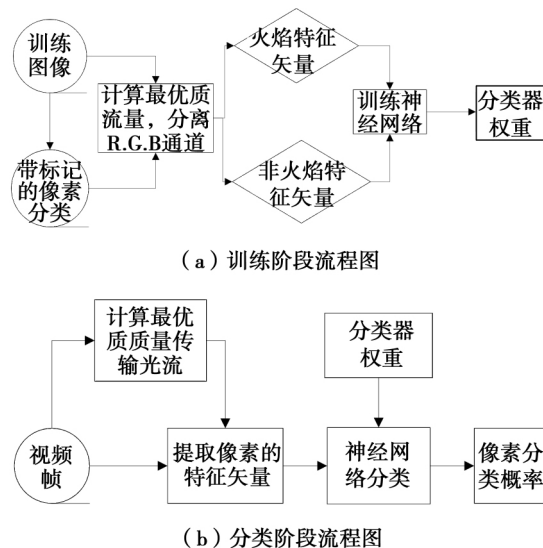 训练
图像
计算最优质
流量，分离
R.G.B通道
带标记
的像素
分类
火焰特征
矢量
非火焰特
征矢量
训练神
经网络
分类器
权重
（a）训练阶段流程图
计算最优
质质量传
输光流
分类器
权重
视频
帧
提取像素的
特征矢量
神经网
络分类
像素分
类概率
（b）分类阶段流程图